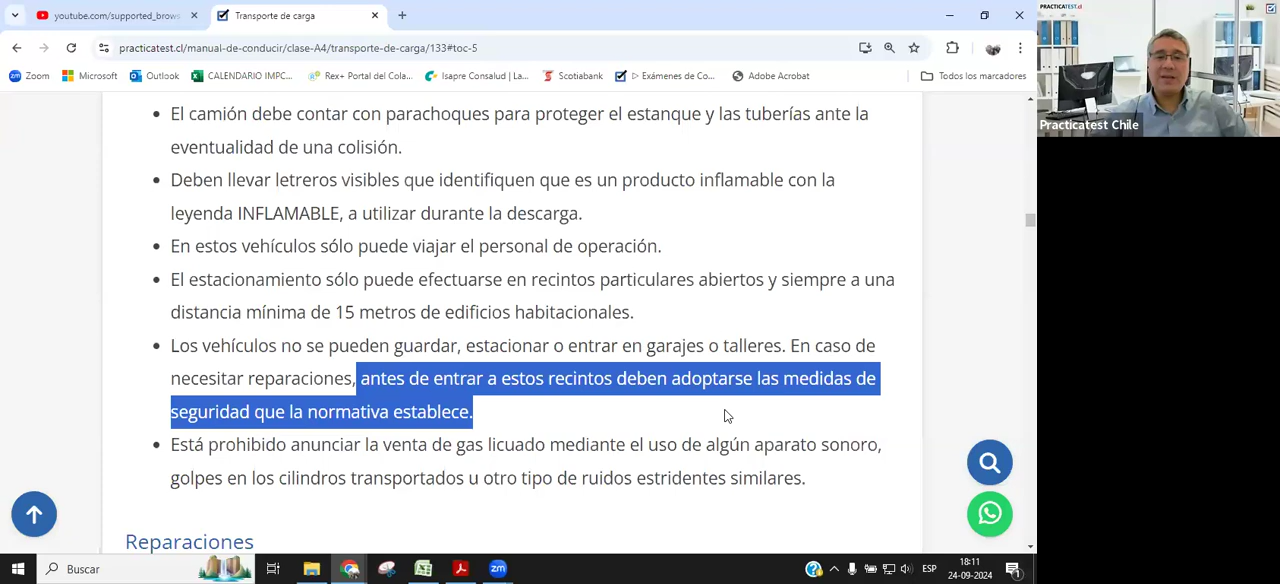 youtube.com/supported_brows
Transporte de carga
practicatest.cl/manual-de-conducir/clase-A4/transporte-de-carga/133#toc-5
Zoom
Microsoft
Outlook
CALENDARIO IMPC...
Rex+ - Portal del Cola...
Isapre Consalud | La...
Scotiabank
Exámenes de Co...
Adobe Acrobat
Todos los marcadores
El camión debe contar con parachoques para proteger el estanque y las tuberías ante la
eventualidad de una colisión.
Deben llevar letreros visibles que identifiquen que es un producto inflamable con la
leyenda INFLAMABLE, a utilizar durante la descarga.
En estos vehículos sólo puede viajar el personal de operación.
El estacionamiento sólo puede efectuarse en recintos particulares abiertos y siempre a una
distancia mínima de 15 metros de edificios habitacionales.
Los vehículos no se pueden guardar, estacionar o entrar en garajes o talleres. En caso de
necesitar reparaciones, antes de entrar a estos recintos deben adoptarse las medidas de
seguridad que la normativa establece.
Está prohibido anunciar la venta de gas licuado mediante el uso de algún aparato sonoro,
golpes en los cilindros transportados u otro tipo de ruidos estridentes similares.
Reparaciones
PRACTICATEST.cl
Practicatest Chile
Buscar
zm
ESP
18:11
24-09-2024